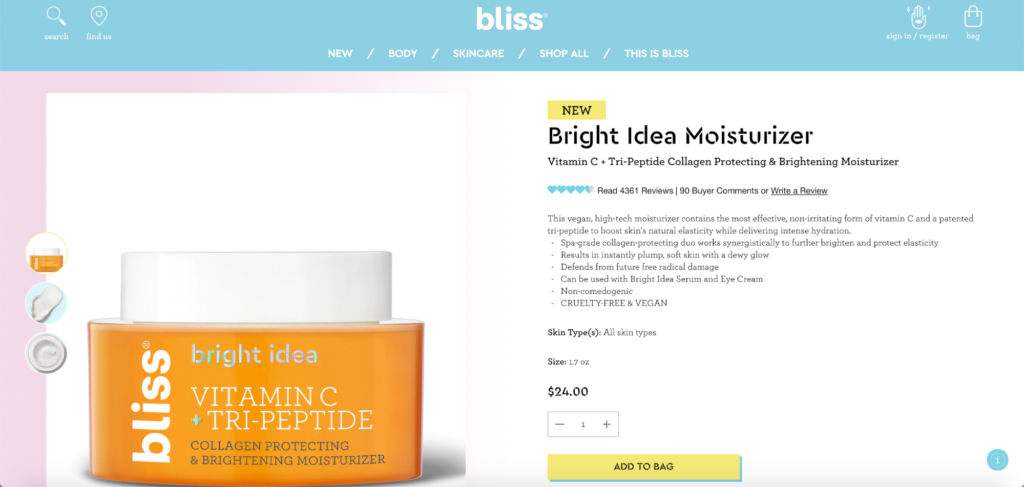 search
find us
bliss®
sign in / register
bag
NEW / BODY / SKINCARE / SHOP ALL / THIS IS BLISS
NEW
Bright Idea Moisturizer
Vitamin C + Tri-Peptide Collagen Protecting & Brightening Moisturizer
Read 4361 Reviews | 90 Buyer Comments or Write a Review
This vegan, high-tech moisturizer contains the most effective, non-irritating form of vitamin C and a patented
tri-peptide to boost skin's natural elasticity while delivering intense hydration.
- Spa-grade collagen-protecting duo works synergistically to further brighten and protect elasticity
- Results in instantly plump, soft skin with a dewy glow
- Defends from future free radical damage
- Can be used with Bright Idea Serum and Eye Cream
- Non-comedogenic
- CRUELTY-FREE & VEGAN
Skin Type(s): All skin types
Size: 1.7 oz
$24.00
— 1 +
ADD TO BAG
i
bliss®
bright idea
VITAMIN C
+ TRI-PEPTIDE
COLLAGEN PROTECTING
& BRIGHTENING MOISTURIZER